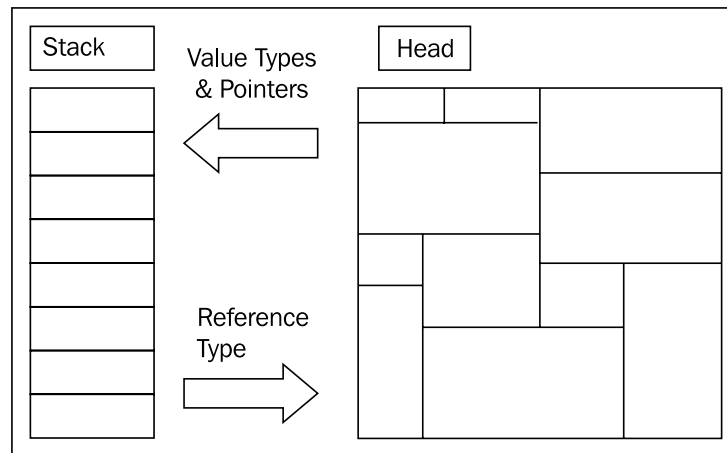 Stack
Value Types
& Pointers
Head
Reference
Type